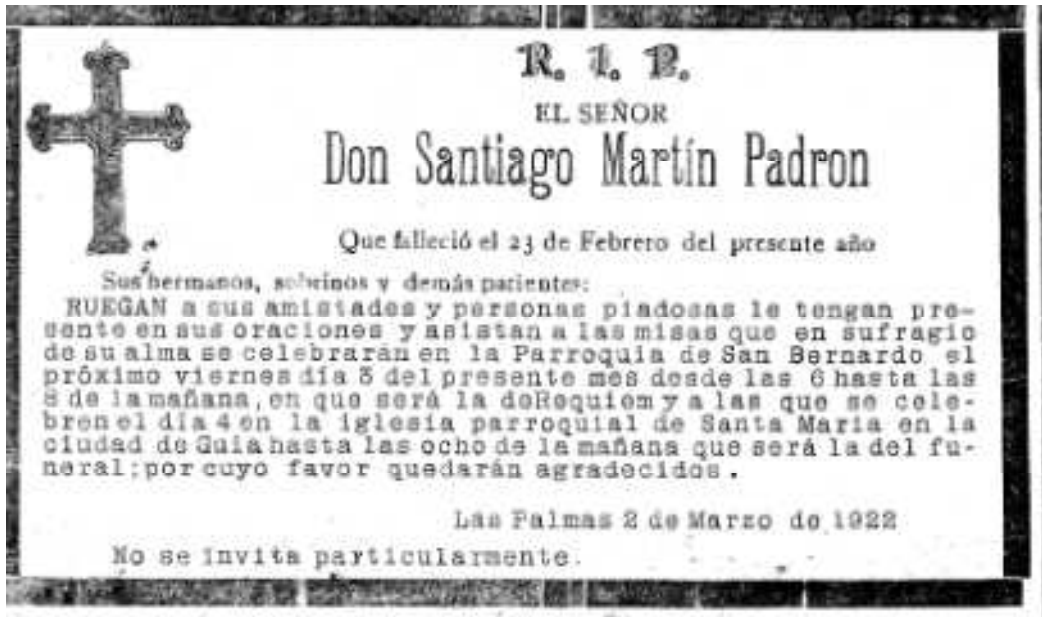 R. I. P.
EL SEÑOR
Don Santiago Martín Padron
Que falleció el 23 de Febrero del presente año
Sus hermanos, sobrinos y demás parientes:
RUEGAN a sus amistades y personas piadosas le tengan pre-
sente en sus oraciones y asistan a las misas que en sufragio
de su alma se celebrarán en la Parroquia de San Bernardo el
próximo viernes día 3 del presente mes desde las 6 hasta las
8 de la mañana, en que será la de Requiem y a las que se cele-
bren el día 4 en la iglesia parroquial de Santa Maria en la
ciudad de Guia hasta las ocho de la mañana que será la del fu-
neral; por cuyo favor quedarán agradecidos.
Las Palmas 2 de Marzo de 1922
No se invita particularmente.